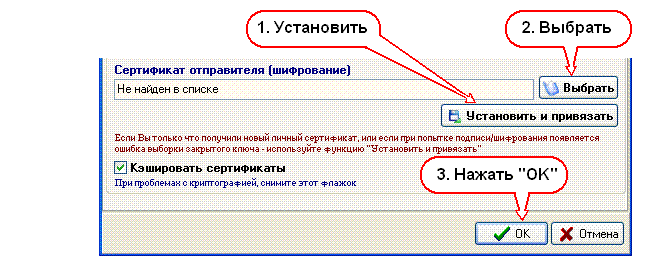 1. Установить
2. Выбрать
Сертификат отправителя (шифрование)
Не найден в списке
Выбрать
Установить и привязать
Если Вы только что получили новый личный сертификат, или если при попытке подписи/шифрования появляется
ошибка выборки закрытого ключа - используйте функцию "Установить и привязать"
Кэшировать сертификаты
При проблемах с криптографией, снимите этот флажок
3. Нажать "ОК"
ОК
Отмена